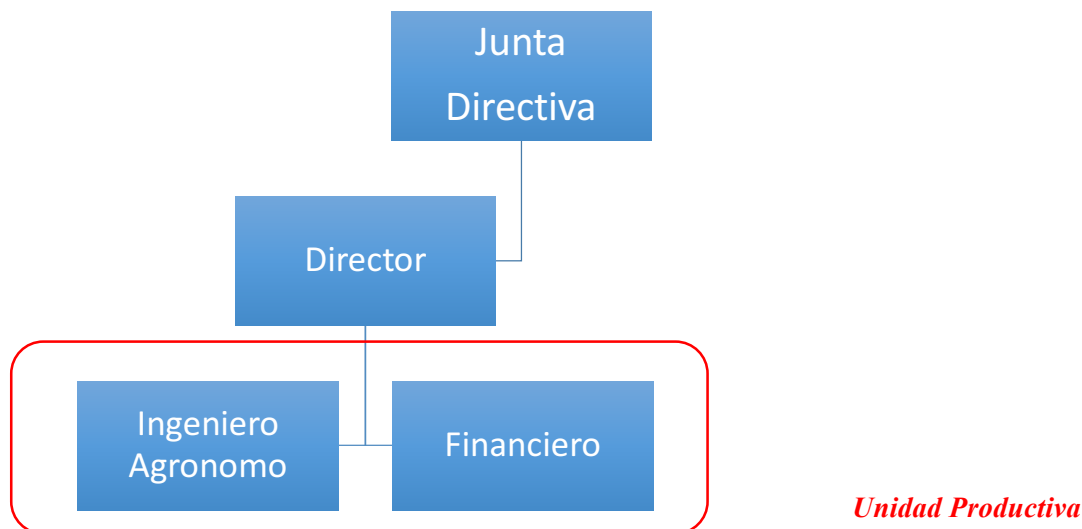 Junta
Directiva
Director
Ingeniero
Agronomo
Financiero
Unidad Productiva